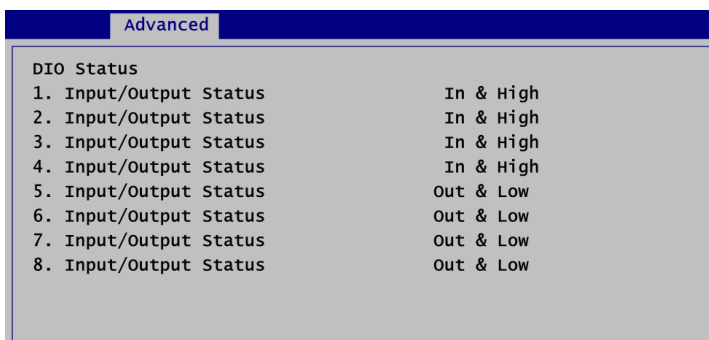 Advanced
DIO Status
1. Input/Output Status In & High
2. Input/Output Status In & High
3. Input/Output Status In & High
4. Input/Output Status In & High
5. Input/Output Status Out & Low
6. Input/Output Status Out & Low
7. Input/Output Status Out & Low
8. Input/Output Status Out & Low